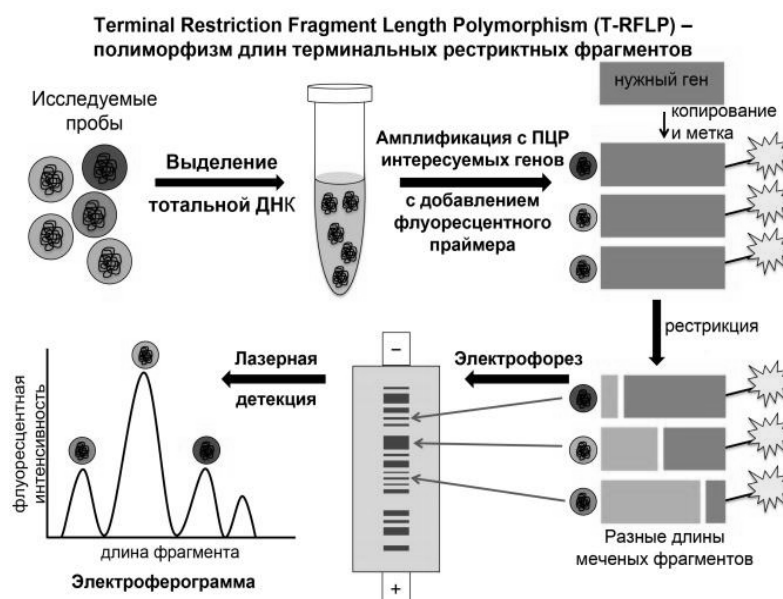 Terminal Restriction Fragment Length Polymorphism (T-RFLP) –
полиморфизм длин терминальных рестриктных фрагментов
Исследуемые
пробы
Выделение
тотальной ДНК
Амплификация с ПЦР
интересуемых генов
с добавлением
флуоресцентного
праймера
нужный ген
копирование
и метка
рестрикция
Разные длины
меченых фрагментов
Электрофорез
–
+
Лазерная
детекция
флуоресцентная
интенсивность
длина фрагмента
Электроферограмма